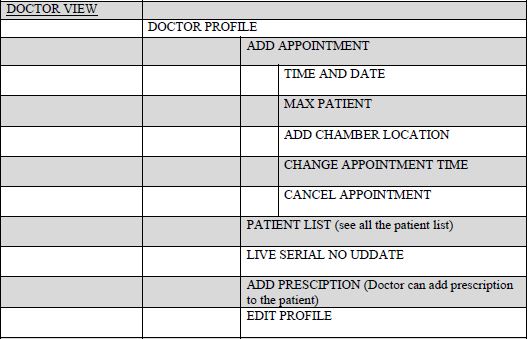 DOCTOR VIEW
DOCTOR PROFILE
ADD APPOINTMENT
TIME AND DATE
MAX PATIENT
ADD CHAMBER LOCATION
CHANGE APPOINTMENT TIME
CANCEL APPOINTMENT
PATIENT LIST (see all the patient list)
LIVE SERIAL NO UDDATE
ADD PRESCIPTION (Doctor can add prescription
to the patient)
EDIT PROFILE